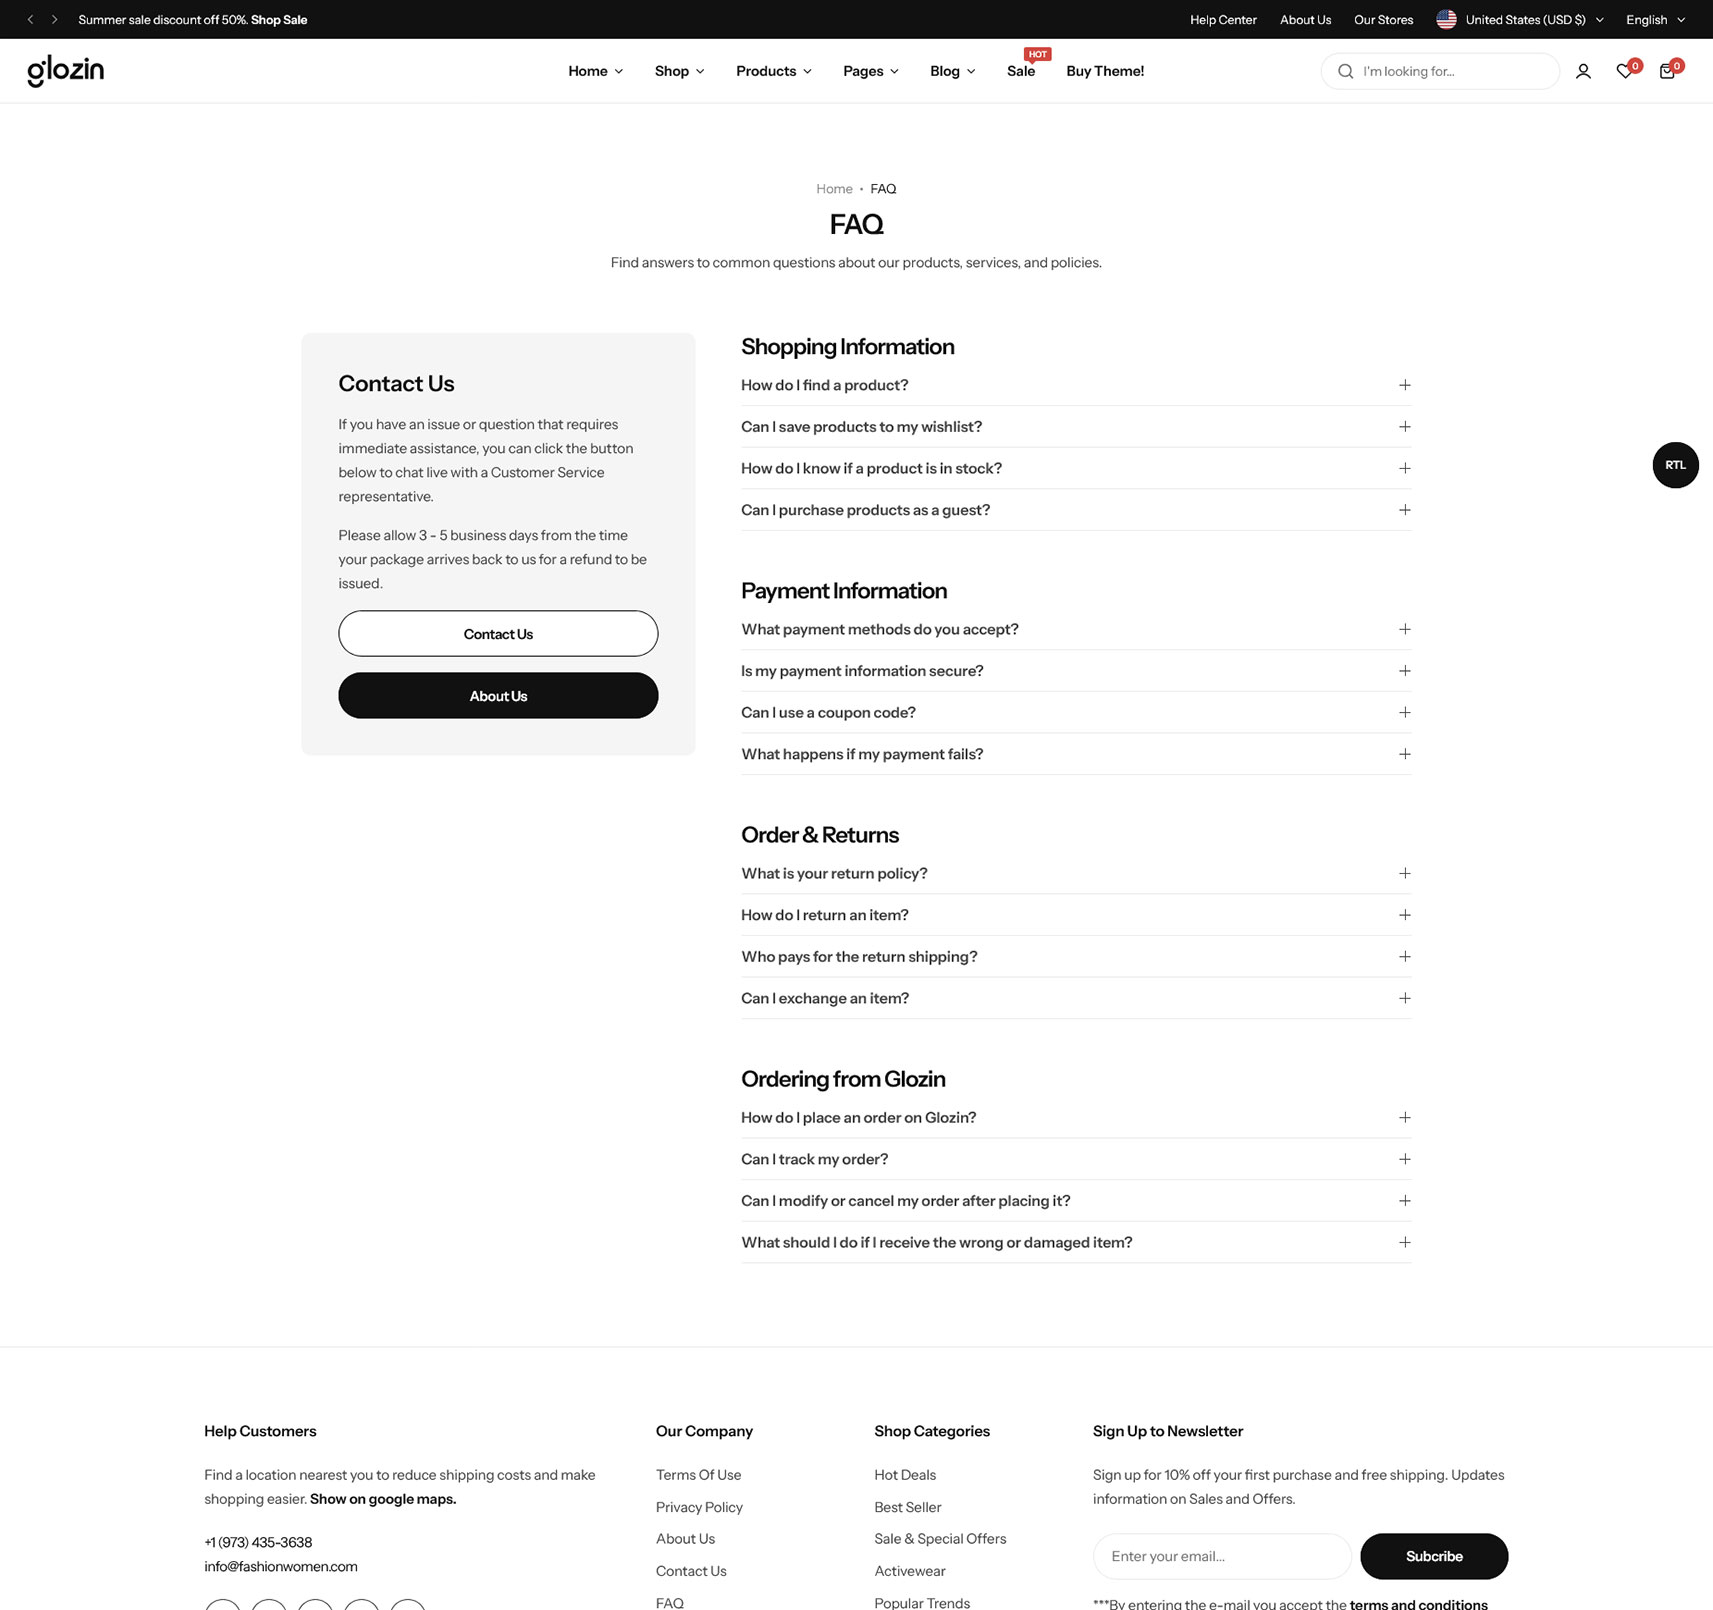 Summer sale discount off 50%. Shop Sale
Help Center
About Us
Our Stores
United States (USD $)
English
glozin
Home
Shop
Products
Pages
Blog
Sale
HOT
Buy Theme!
I'm looking for...
0
0
Home • FAQ
FAQ
Find answers to common questions about our products, services, and policies.
Contact Us
If you have an issue or question that requires
immediate assistance, you can click the button
below to chat live with a Customer Service
representative.
Please allow 3 - 5 business days from the time
your package arrives back to us for a refund to be
issued.
Contact Us
About Us
Shopping Information
How do I find a product?
Can I save products to my wishlist?
How do I know if a product is in stock?
Can I purchase products as a guest?
Payment Information
What payment methods do you accept?
Is my payment information secure?
Can I use a coupon code?
What happens if my payment fails?
Order & Returns
What is your return policy?
How do I return an item?
Who pays for the return shipping?
Can I exchange an item?
Ordering from Glozin
How do I place an order on Glozin?
Can I track my order?
Can I modify or cancel my order after placing it?
What should I do if I receive the wrong or damaged item?
RTL
Help Customers
Find a location nearest you to reduce shipping costs and make
shopping easier. Show on google maps.
+1 (973) 435-3638
info@fashionwomen.com
Our Company
Terms Of Use
Privacy Policy
About Us
Contact Us
FAQ
Shop Categories
Hot Deals
Best Seller
Sale & Special Offers
Activewear
Popular Trends
Sign Up to Newsletter
Sign up for 10% off your first purchase and free shipping. Updates
information on Sales and Offers.
Enter your email...
Subcribe
***By entering the e-mail you accept the terms and conditions